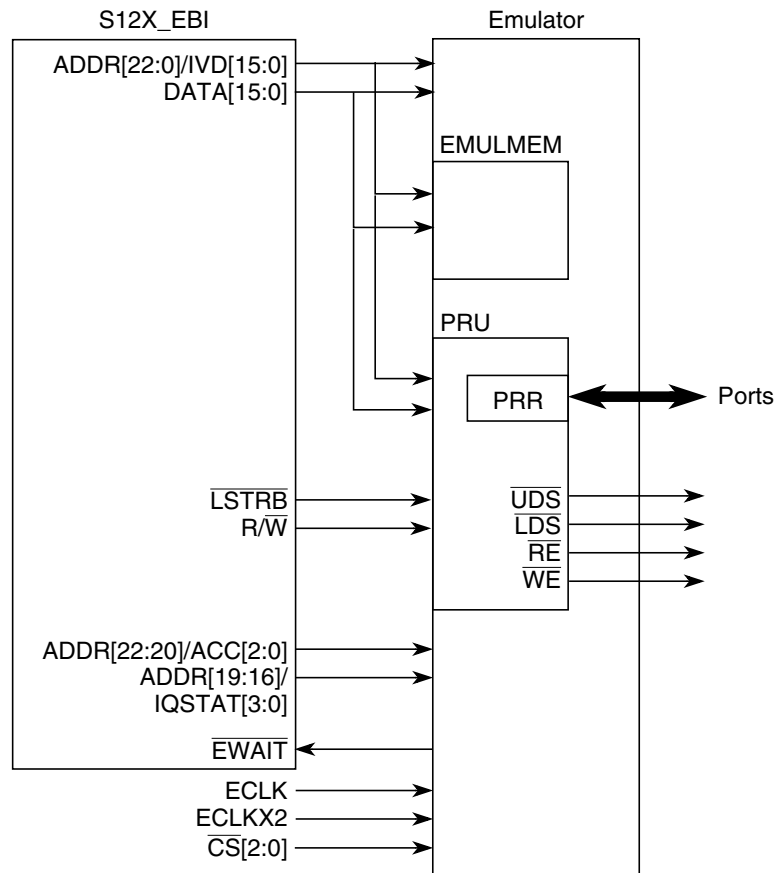 S12X_EBI
Emulator
ADDR[22:0]/IVD[15:0]
DATA[15:0]
EMULMEM
PRU
PRR
Ports
LSTRB
R/W
UDS
LDS
RE
WE
ADDR[22:20]/ACC[2:0]
ADDR[19:16]/
IQSTAT[3:0]
EWAIT
ECLK
ECLKX2
CS[2:0]